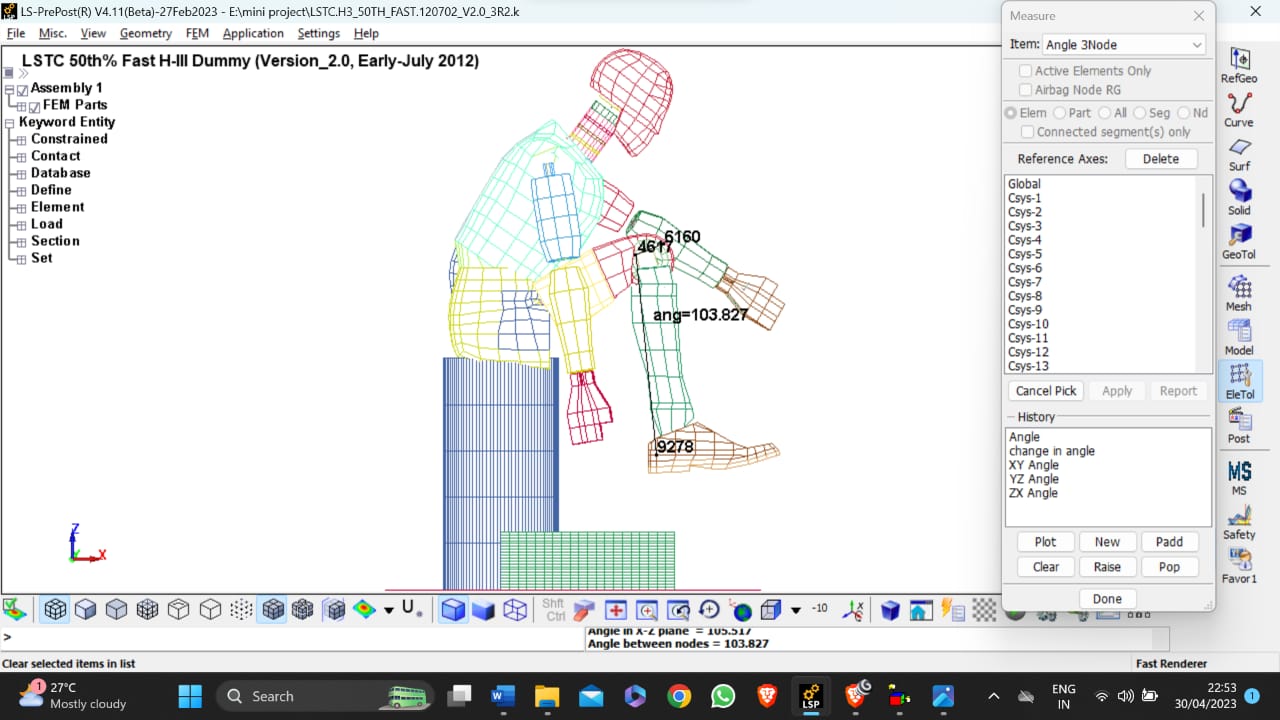 LS-PrePost(R) V4.11(Beta)-27Feb2023 - E:\mini project\LSTC.H3_50TH_FAST.120702_V2.0_3R2.k
File Misc. View Geometry FEM Application Settings Help
LSTC 50th% Fast H-III Dummy (Version_2.0, Early-July 2012)
Assembly 1
FEM Parts
Keyword Entity
Constrained
Contact
Database
Define
Element
Load
Section
Set
6160
4617
ang=103.827
9278
Z
X
Measure
Item: Angle 3Node
Active Elements Only
Airbag Node RG
Elem Part All Seg Nd
Connected segment(s) only
Reference Axes: Delete
Global
Csys-1
Csys-2
Csys-3
Csys-4
Csys-5
Csys-6
Csys-7
Csys-8
Csys-9
Csys-10
Csys-11
Csys-12
Csys-13
Cancel Pick Apply Report
History
Angle
change in angle
XY Angle
YZ Angle
ZX Angle
Plot New Padd
Clear Raise Pop
Done
RefGeo
Curve
Surf
Solid
GeoTol
Mesh
Model
EleTol
Post
MS
MS
Safety
Favor1
Shft
Ctrl
-10
>
Angle in X-Z plane = 105.517
Angle between nodes = 103.827
Clear selected items in list
Fast Renderer
1
27°C
Mostly cloudy
Search
LSP
ENG
IN
22:53
30/04/2023
1